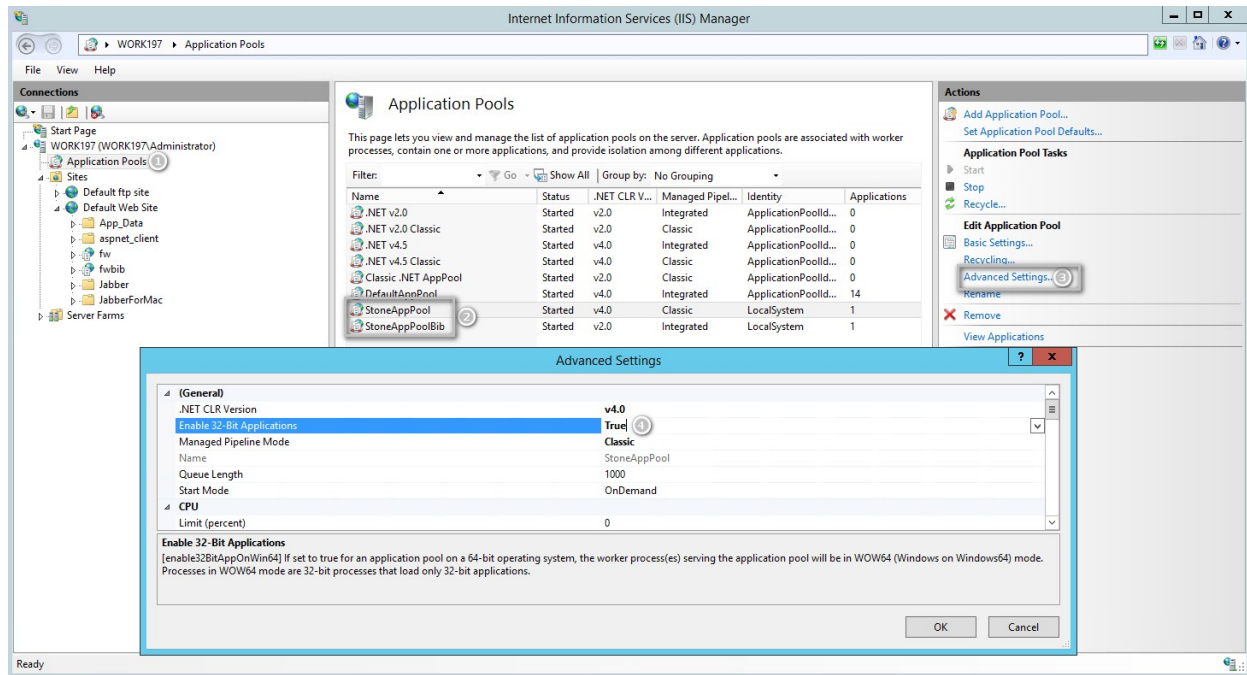 Internet Information Services (IIS) Manager
WORK197 Application Pools
File View Help
Connections
Start Page
WORK197 (WORK197\Administrator)
Application Pools 1
Sites
Default ftp site
Default Web Site
App_Data
aspnet_client
fw
fwbib
Jabber
JabberForMac
Server Farms
Application Pools
This page lets you view and manage the list of application pools on the server. Application pools are associated with worker
processes, contain one or more applications, and provide isolation among different applications.
Filter: Go Show All Group by: No Grouping
Name Status .NET CLR V... Managed Pipel... Identity Applications
.NET v2.0 Started v2.0 Integrated ApplicationPoolId... 0
.NET v2.0 Classic Started v2.0 Classic ApplicationPoolId... 0
.NET v4.5 Started v4.0 Integrated ApplicationPoolId... 0
.NET v4.5 Classic Started v4.0 Classic ApplicationPoolId... 0
Classic .NET AppPool Started v2.0 Classic ApplicationPoolId... 0
DefaultAppPool Started v4.0 Integrated ApplicationPoolId... 14
StoneAppPool 2 Started v4.0 Classic LocalSystem 1
StoneAppPoolBib Started v2.0 Integrated LocalSystem 1
Actions
Add Application Pool...
Set Application Pool Defaults...
Application Pool Tasks
Start
Stop
Recycle...
Edit Application Pool
Basic Settings...
Recycling...
Advanced Settings... 3
Rename
Remove
View Applications
Advanced Settings
(General)
.NET CLR Version v4.0
Enable 32-Bit Applications True 4
Managed Pipeline Mode Classic
Name StoneAppPool
Queue Length 1000
Start Mode OnDemand
CPU
Limit (percent) 0
Enable 32-Bit Applications
[enable32BitAppOnWin64] If set to true for an application pool on a 64-bit operating system, the worker process(es) serving the application pool will be in WOW64 (Windows on Windows64) mode.
Processes in WOW64 mode are 32-bit processes that load only 32-bit applications.
OK Cancel
Ready